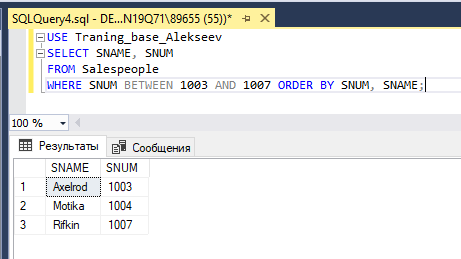 SQLQuery4.sql - DE...N19Q71\89655 (55))*
USE Traning_base_Alekseev
SELECT SNAME, SNUM
FROM Salespeople
WHERE SNUM BETWEEN 1003 AND 1007 ORDER BY SNUM, SNAME;
100 %
Результаты Сообщения
SNAME SNUM
1 Axelrod 1003
2 Motika 1004
3 Rifkin 1007